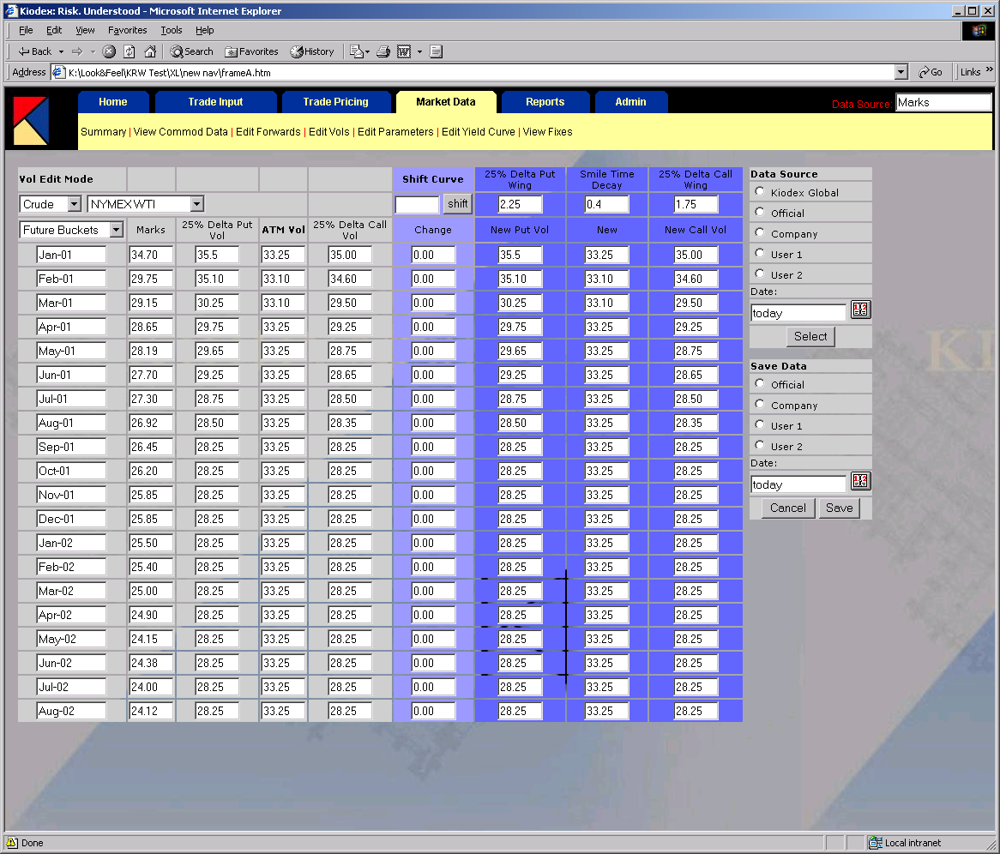 Kiodex: Risk. Understood - Microsoft Internet Explorer
File Edit View Favorites Tools Help
Back Search Favorites History
Address K:\Look&Feel\KRW Test\XL\new nav\frameA.htm Go Links »
Home Trade Input Trade Pricing Market Data Reports Admin Data Source: Marks
Summary | View Commod Data | Edit Forwards | Edit Vols | Edit Parameters | Edit Yield Curve | View Fixes
Vol Edit Mode Shift Curve 25% Delta Put Wing Smile Time Decay 25% Delta Call Wing
Crude NYMEX WTI shift 2.25 0.4 1.75
Future Buckets Marks 25% Delta Put Vol ATM Vol 25% Delta Call Vol Change New Put Vol New New Call Vol
Jan-01 34.70 35.5 33.25 35.00 0.00 35.5 33.25 35.00
Feb-01 29.75 35.10 33.10 34.60 0.00 35.10 33.10 34.60
Mar-01 29.15 30.25 33.10 29.50 0.00 30.25 33.10 29.50
Apr-01 28.65 29.75 33.25 29.25 0.00 29.75 33.25 29.25
May-01 28.19 29.65 33.25 28.75 0.00 29.65 33.25 28.75
Jun-01 27.70 29.25 33.25 28.65 0.00 29.25 33.25 28.65
Jul-01 27.30 28.75 33.25 28.50 0.00 28.75 33.25 28.50
Aug-01 26.92 28.50 33.25 28.35 0.00 28.50 33.25 28.35
Sep-01 26.45 28.25 33.25 28.25 0.00 28.25 33.25 28.25
Oct-01 26.20 28.25 33.25 28.25 0.00 28.25 33.25 28.25
Nov-01 25.85 28.25 33.25 28.25 0.00 28.25 33.25 28.25
Dec-01 25.85 28.25 33.25 28.25 0.00 28.25 33.25 28.25
Jan-02 25.50 28.25 33.25 28.25 0.00 28.25 33.25 28.25
Feb-02 25.40 28.25 33.25 28.25 0.00 28.25 33.25 28.25
Mar-02 25.00 28.25 33.25 28.25 0.00 28.25 33.25 28.25
Apr-02 24.90 28.25 33.25 28.25 0.00 28.25 33.25 28.25
May-02 24.15 28.25 33.25 28.25 0.00 28.25 33.25 28.25
Jun-02 24.38 28.25 33.25 28.25 0.00 28.25 33.25 28.25
Jul-02 24.00 28.25 33.25 28.25 0.00 28.25 33.25 28.25
Aug-02 24.12 28.25 33.25 28.25 0.00 28.25 33.25 28.25
Data Source
Kiodex Global
Official
Company
User 1
User 2
Date:
today
Select
Save Data
Official
Company
User 1
User 2
Date:
today
Cancel Save
KI
Done Local intranet